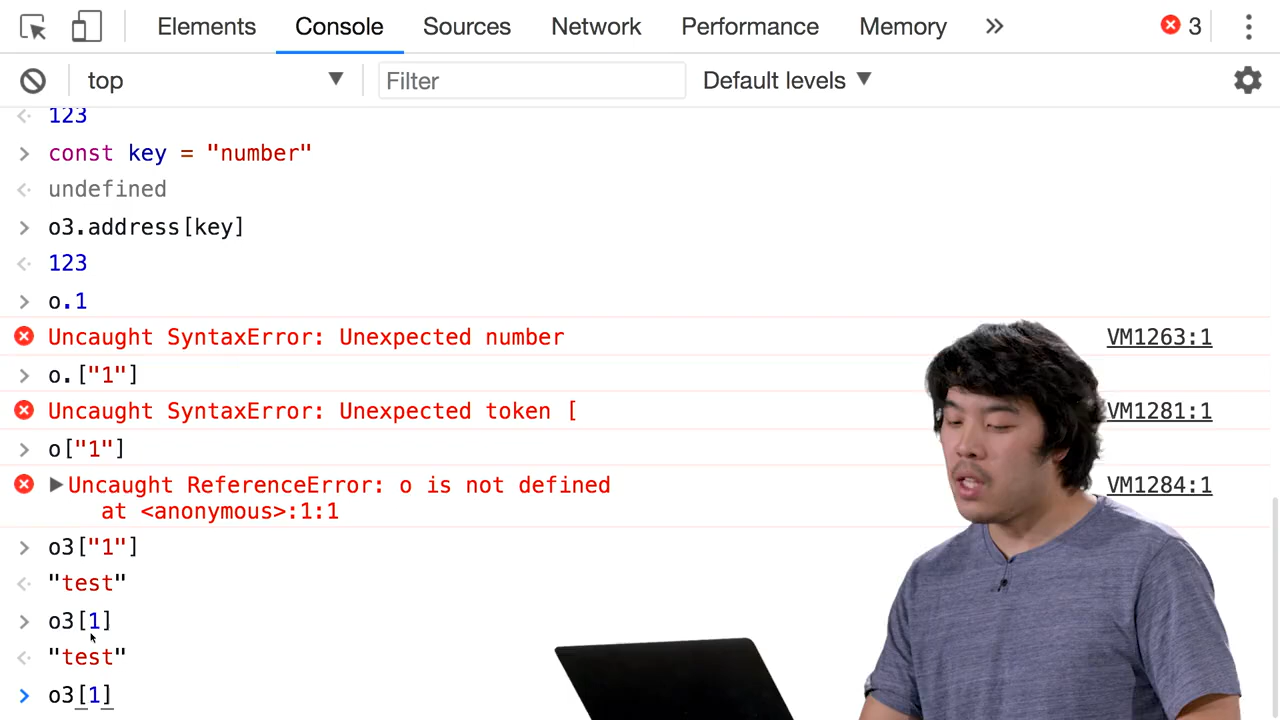 Elements Console Sources Network Performance Memory » 3
top Filter Default levels
123
const key = "number"
undefined
o3.address[key]
123
o.1
Uncaught SyntaxError: Unexpected number VM1263:1
o.["1"]
Uncaught SyntaxError: Unexpected token [ VM1281:1
o["1"]
Uncaught ReferenceError: o is not defined VM1284:1
at <anonymous>:1:1
o3["1"]
"test"
o3[1]
"test"
o3[1]